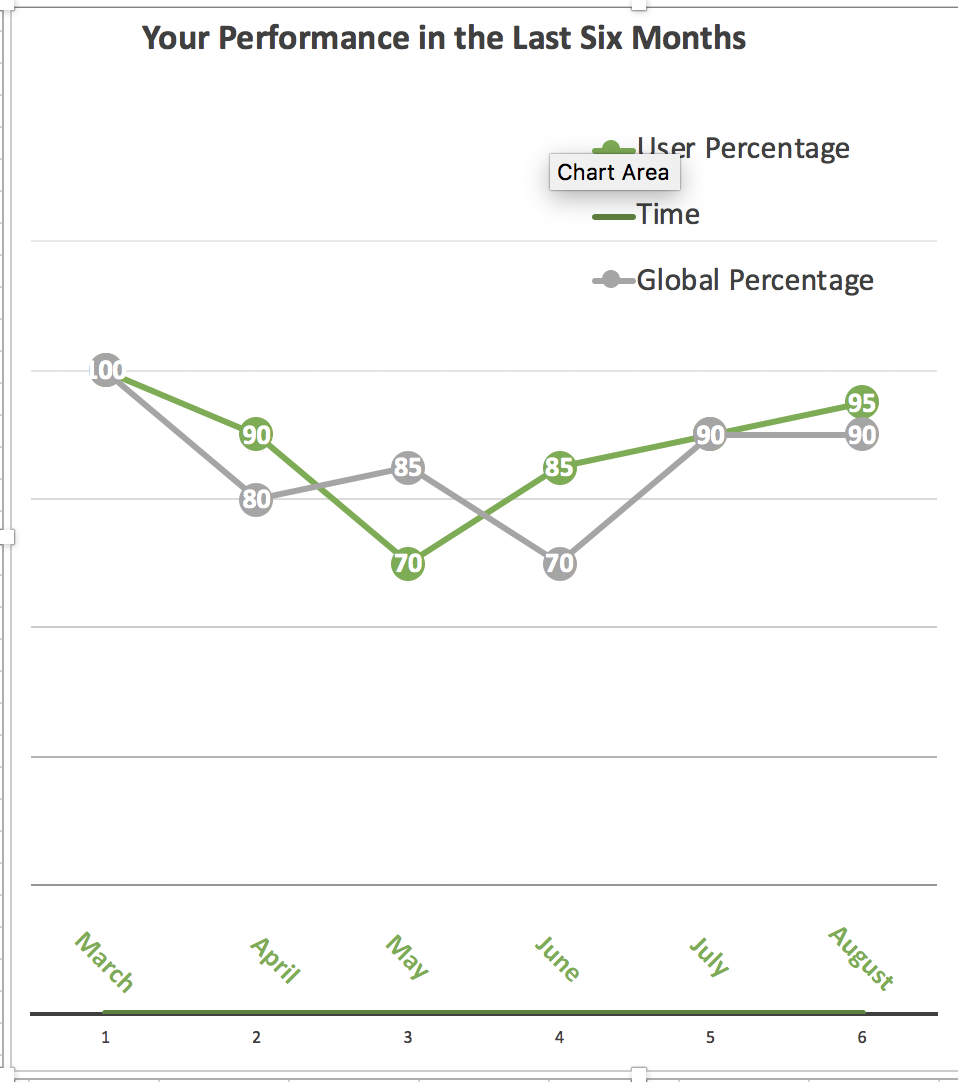 Your Performance in the Last Six Months
User Percentage
Chart Area
Time
Global Percentage
100
95
90 90 90
85 85
80
70 70
March April May June July August
1 2 3 4 5 6